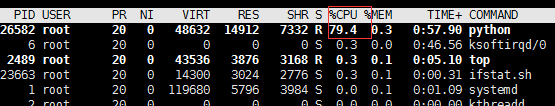 PID USER PR NI VIRT RES SHR S %CPU %MEM TIME+ COMMAND
26582 root 20 0 48632 14912 7332 R 79.4 0.3 0:57.90 python
6 root 20 0 0 0 0 S 0.3 0.0 0:46.56 ksoftirqd/0
2489 root 20 0 43536 3876 3168 R 0.3 0.1 0:05.10 top
23663 root 20 0 14300 3024 2776 S 0.3 0.1 0:00.31 ifstat.sh
1 root 20 0 119680 5796 3984 S 0.0 0.1 0:01.09 systemd